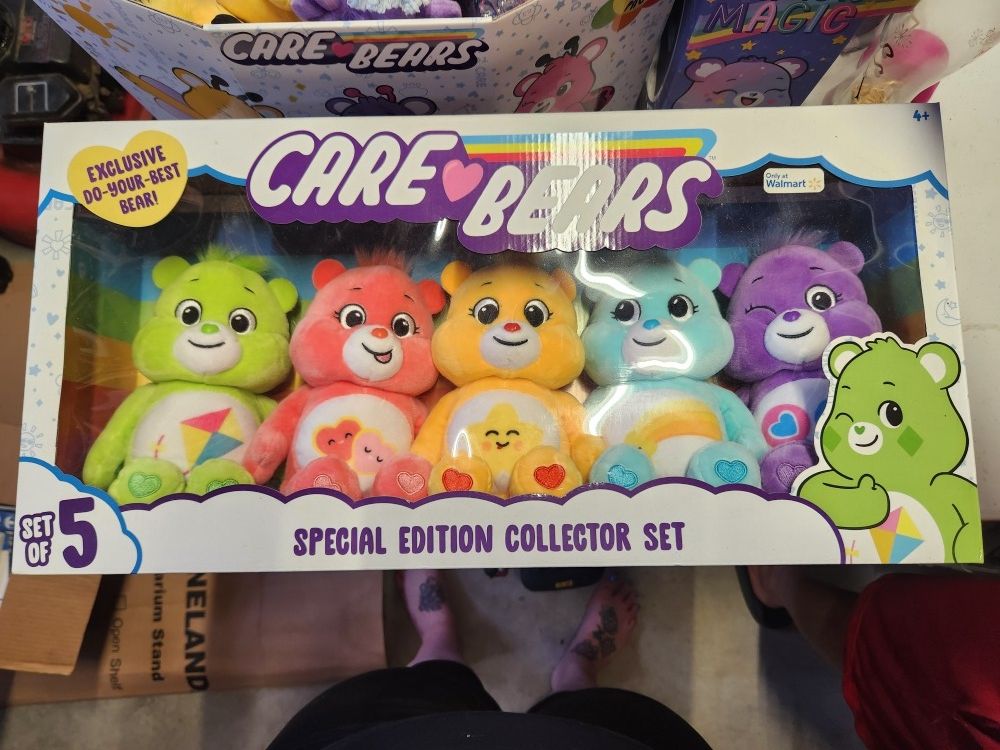 CARE BEARS
MAGIC
4+
EXCLUSIVE
DO-YOUR-BEST
BEAR!
CARE BEARS
™
Only at
Walmart
SET OF 5
SPECIAL EDITION COLLECTOR SET
NELAND
arium Stand
Open Shelf